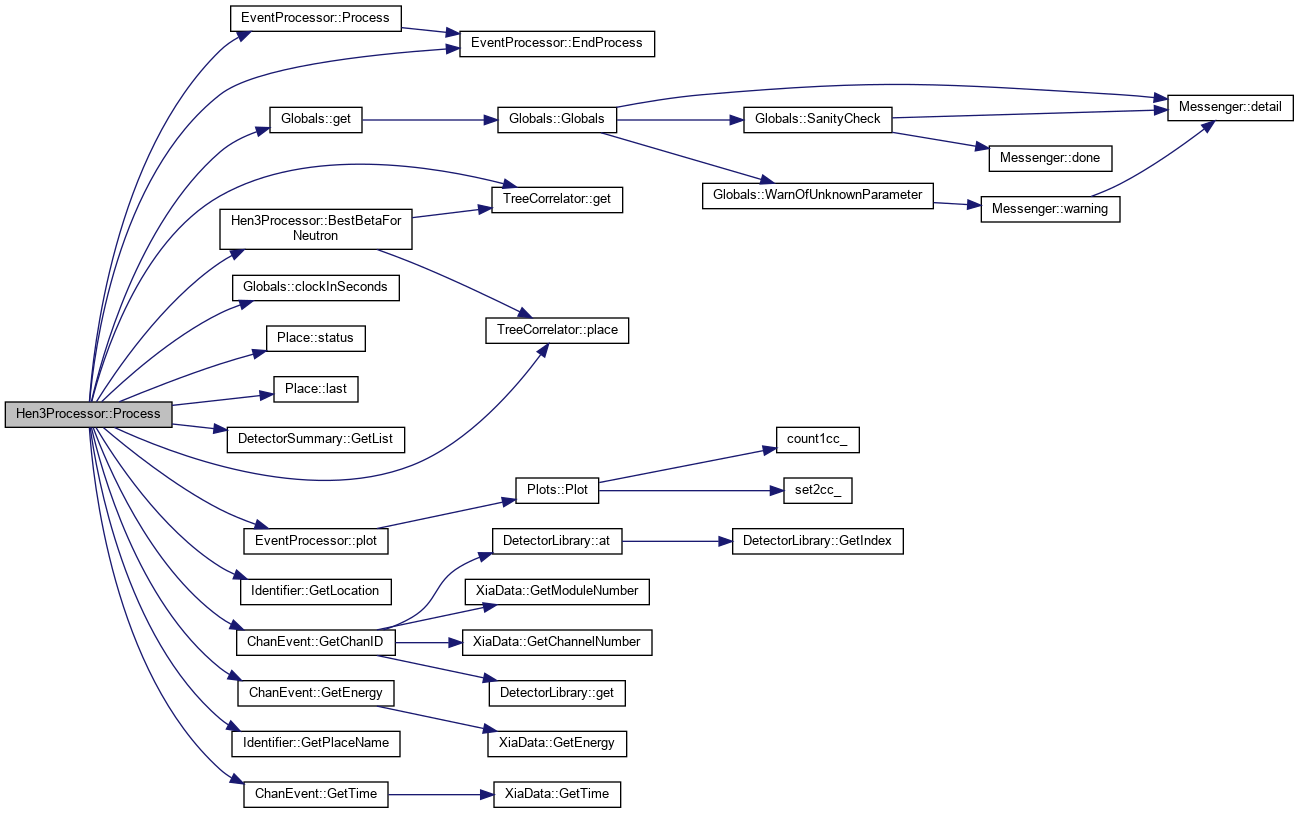 EventProcessor::Process
EventProcessor::EndProcess
Messenger::detail
Globals::get
Globals::Globals
Globals::SanityCheck
Messenger::done
Globals::WarnOfUnknownParameter
TreeCorrelator::get
Messenger::warning
Hen3Processor::BestBetaFor
Neutron
Globals::clockInSeconds
TreeCorrelator::place
Place::status
Place::last
Hen3Processor::Process
DetectorSummary::GetList
count1cc_
Plots::Plot
set2cc_
EventProcessor::plot
DetectorLibrary::at
DetectorLibrary::GetIndex
Identifier::GetLocation
XiaData::GetModuleNumber
ChanEvent::GetChanID
XiaData::GetChannelNumber
ChanEvent::GetEnergy
DetectorLibrary::get
Identifier::GetPlaceName
XiaData::GetEnergy
ChanEvent::GetTime
XiaData::GetTime